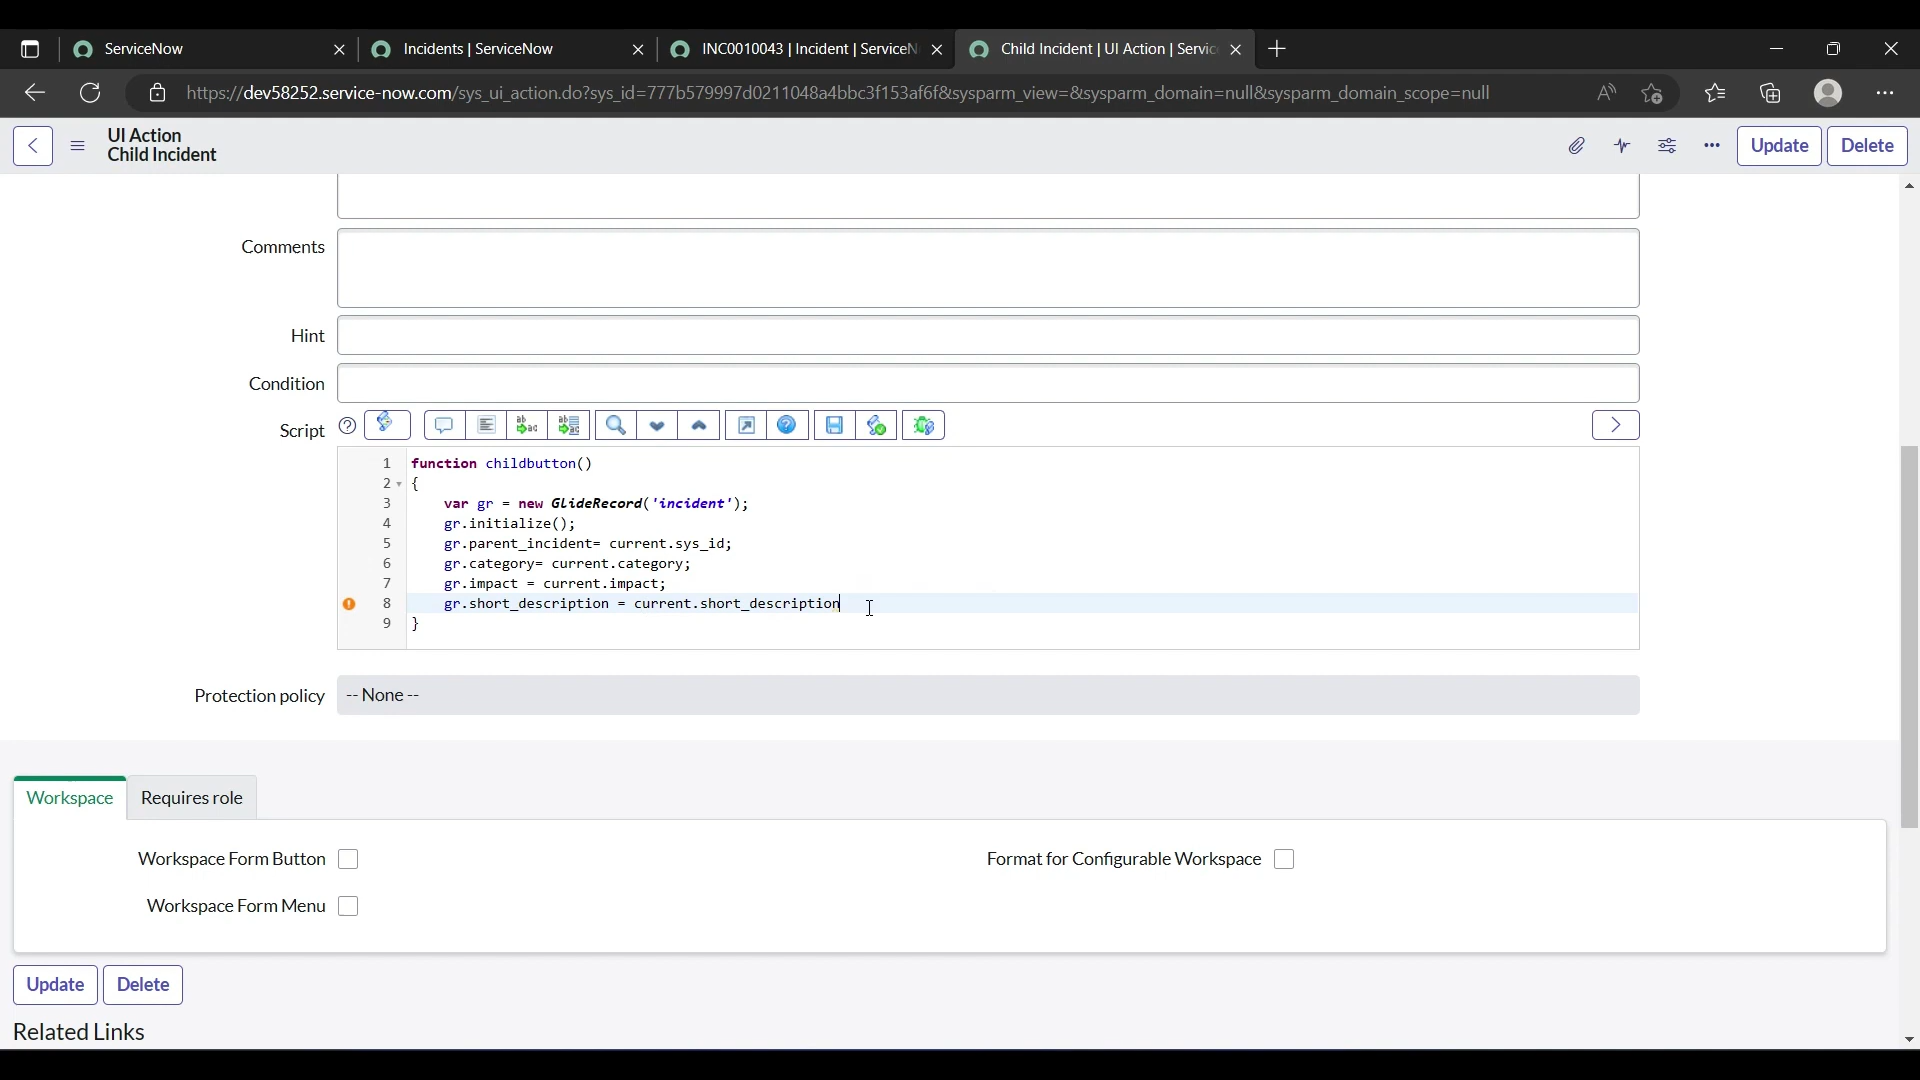 ServiceNow
Incidents | ServiceNow
INC0010043 | Incident | ServiceN
Child Incident | UI Action | Servic
https://dev58252.service-now.com/sys_ui_action.do?sys_id=777b579997d0211048a4bbc3f153af6f&sysparm_view=&sysparm_domain=null&sysparm_domain_scope=null
UI Action
Child Incident
Update
Delete
Comments
Hint
Condition
Script
1 function childbutton()
2 {
3 var gr = new GlideRecord('incident');
4 gr.initialize();
5 gr.parent_incident= current.sys_id;
6 gr.category= current.category;
7 gr.impact = current.impact;
8 gr.short_description = current.short_description
9 }
Protection policy
-- None --
Workspace
Requires role
Workspace Form Button
Format for Configurable Workspace
Workspace Form Menu
Update
Delete
Related Links